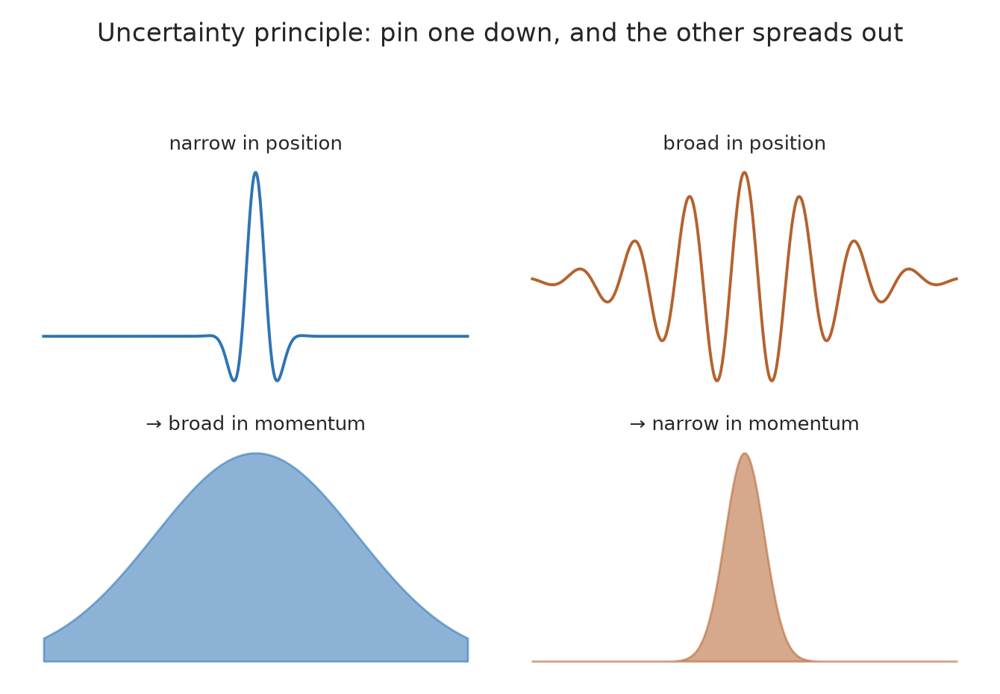 Uncertainty principle: pin one down, and the other spreads out
narrow in position
broad in position
→ broad in momentum
→ narrow in momentum